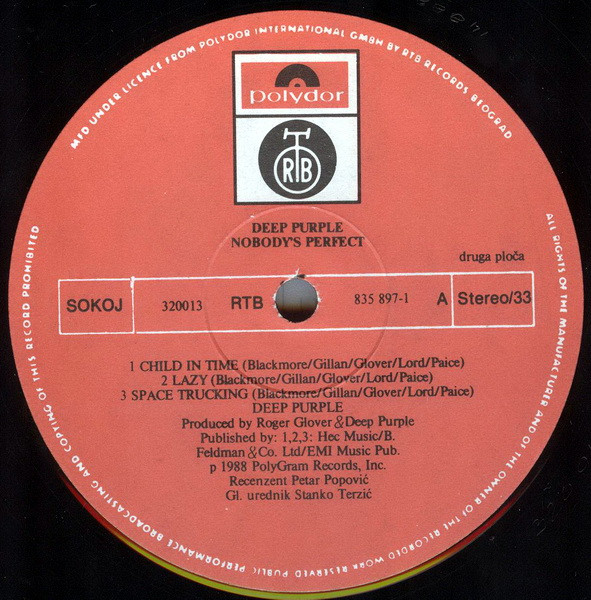 MFD UNDER LICENCE FROM POLYDOR INTERNATIONAL GMBH BY RTB RECORDS, BEOGRAD
polydor
RTB
DEEP PURPLE
NOBODY'S PERFECT
druga ploča
SOKOJ 320013 RTB 835 897-1 A Stereo/33
1 CHILD IN TIME (Blackmore/Gillan/Glover/Lord/Paice)
2 LAZY (Blackmore/Gillan/Glover/Lord/Paice)
3 SPACE TRUCKING (Blackmore/Gillan/Glover/Lord/Paice)
DEEP PURPLE
Produced by Roger Glover & Deep Purple
Published by: 1,2,3: Hec Music/B.
Feldman & Co. Ltd/EMI Music Pub.
p 1988 PolyGram Records, Inc.
Recenzent Petar Popović
Gl. urednik Stanko Terzić
ALL RIGHTS OF THE MANUFACTUER AND OF THE OWNER OF THE RECORDED WORK RESERVED PUBLIC PERFORMANCE BROADCASTING AND COPTING OF THIS RECORD PROHIBITED